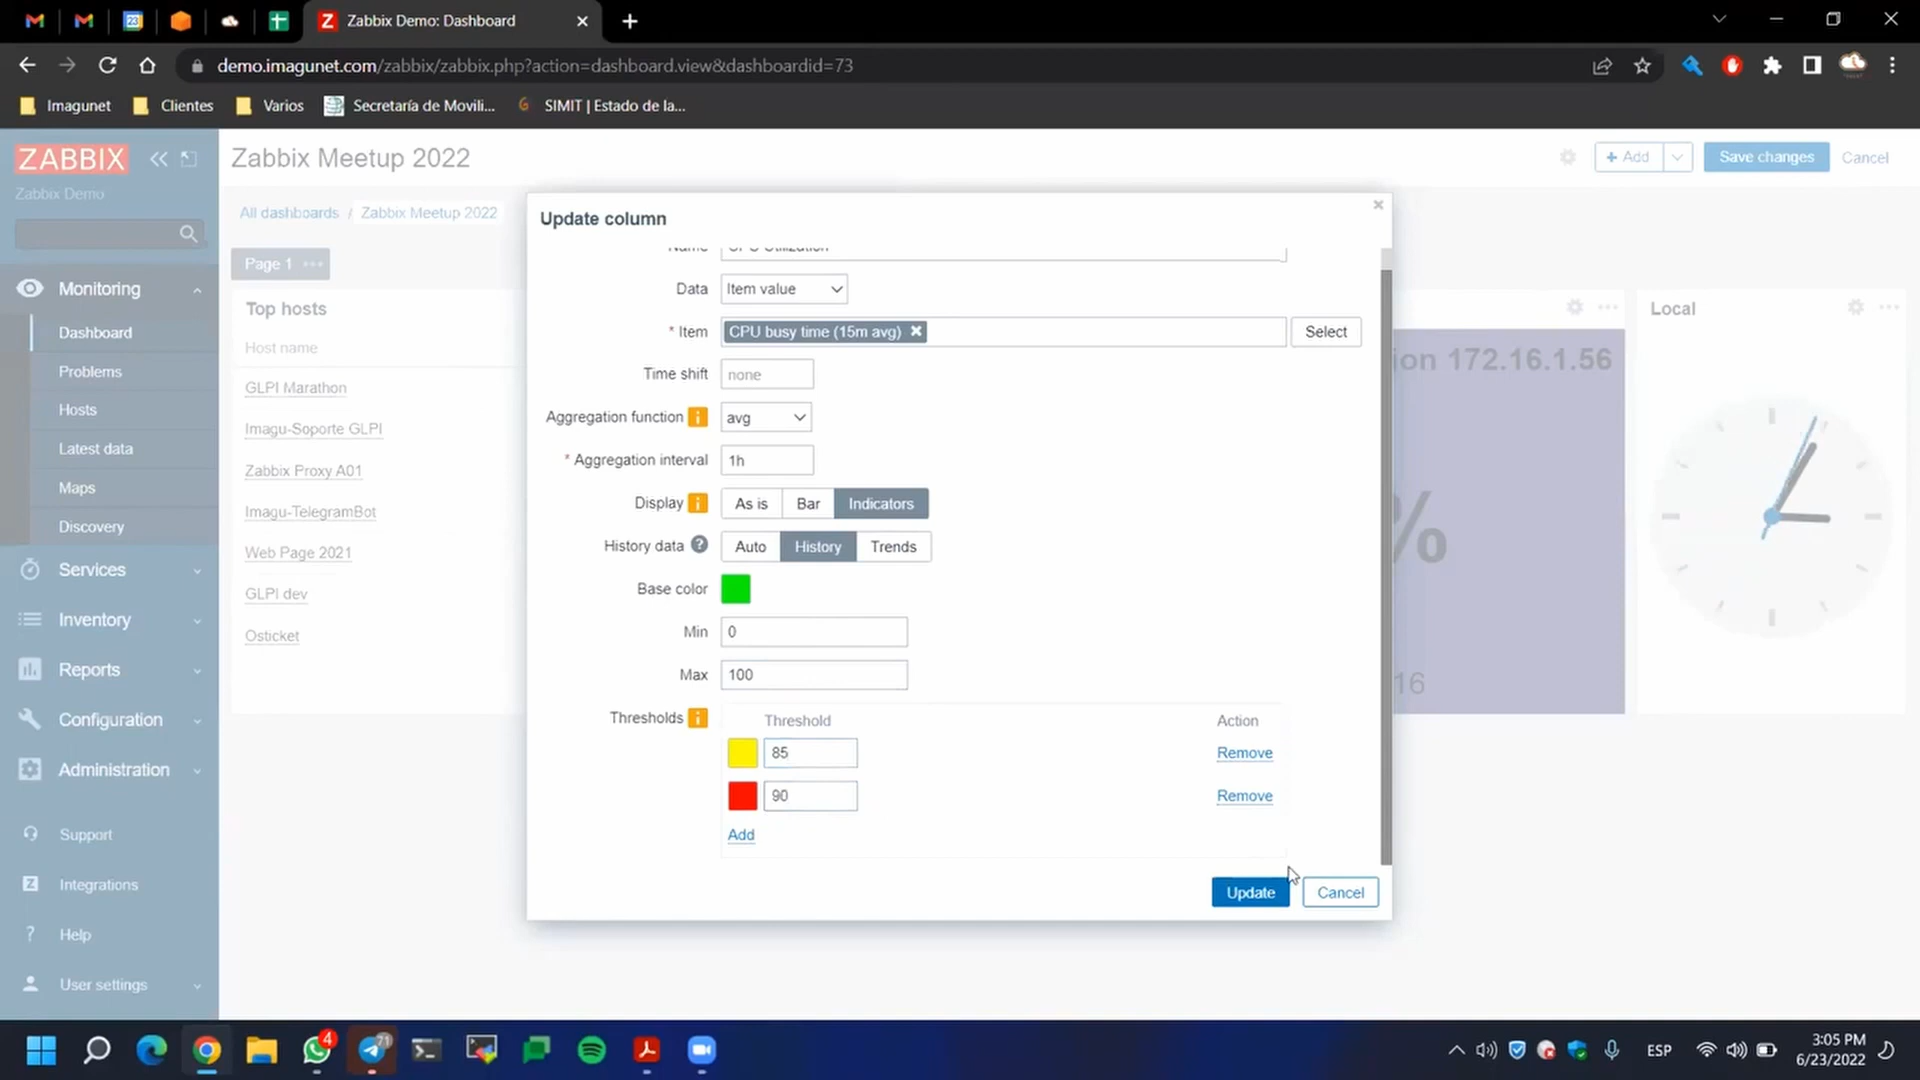 Zabbix Demo: Dashboard
demo.imagunet.com/zabbix/zabbix.php?action=dashboard.view&dashboardid=73
Imagunet Clientes Varios Secretaría de Movili... SIMIT | Estado de la...
ZABBIX
Zabbix Demo
Zabbix Meetup 2022
+ Add
Save changes
Cancel
All dashboards / Zabbix Meetup 2022
Page 1
Monitoring
Dashboard
Problems
Hosts
Latest data
Maps
Discovery
Services
Inventory
Reports
Configuration
Administration
Support
Integrations
Help
User settings
Top hosts
Host name
GLPI Marathon
Imagu-Soporte GLPI
Zabbix Proxy A01
Imagu-TelegramBot
Web Page 2021
GLPI dev
Osticket
Update column
Name CPU Utilization
Data Item value
* Item CPU busy time (15m avg) Select
Time shift none
Aggregation function avg
* Aggregation interval 1h
Display As is Bar Indicators
History data ? Auto History Trends
Base color
Min 0
Max 100
Thresholds Threshold Action
85 Remove
90 Remove
Add
Update Cancel
ion 172.16.1.56
%
16
Local
4
71
ESP
3:05 PM
6/23/2022